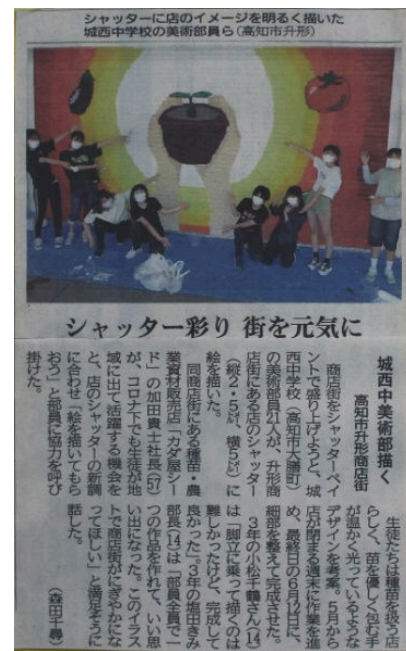 シャッターに店のイメージを明るく描いた
城西中学校の美術部員ら(高知市升形)
シャッター彩り 街を元気に
城西中美術部描く
高知市升形商店街
商店街をシャッターペイ
ントで盛り上げようと、城
西中学校(高知市大膳町)
の美術部員21人が、升形商
店街にある店のシャッター
(縦2・5㍍、横5㍍)に
絵を描いた。
同商店街にある種苗・農
業資材販売店「カダヤシー
ド」の加田貴士社長(57)
が、コロナ下でも生徒が地
域に出て活躍する機会を
と、店のシャッターの新調
に合わせ「絵を描いてもら
おう」と部員に協力を呼び
掛けた。
生徒たちは種苗を扱う店
らしく、苗を優しく包む手
が温かく光っているような
デザインを考案。5月から
店が閉まる週末に作業を進
め、最終日の6月12日に、
細部を整えて完成させた。
3年の小松千鶴さん(14)
は「脚立に乗って描くのは
難しかったけど、完成して
良かった」。3年の塩田きみ
部長(14)は「部員全員で一
つの作品を作れて、いい思
い出になった。このイラス
トで商店街がにぎやかにな
ってほしい」と満足そうに
話した。
(森田千尋)